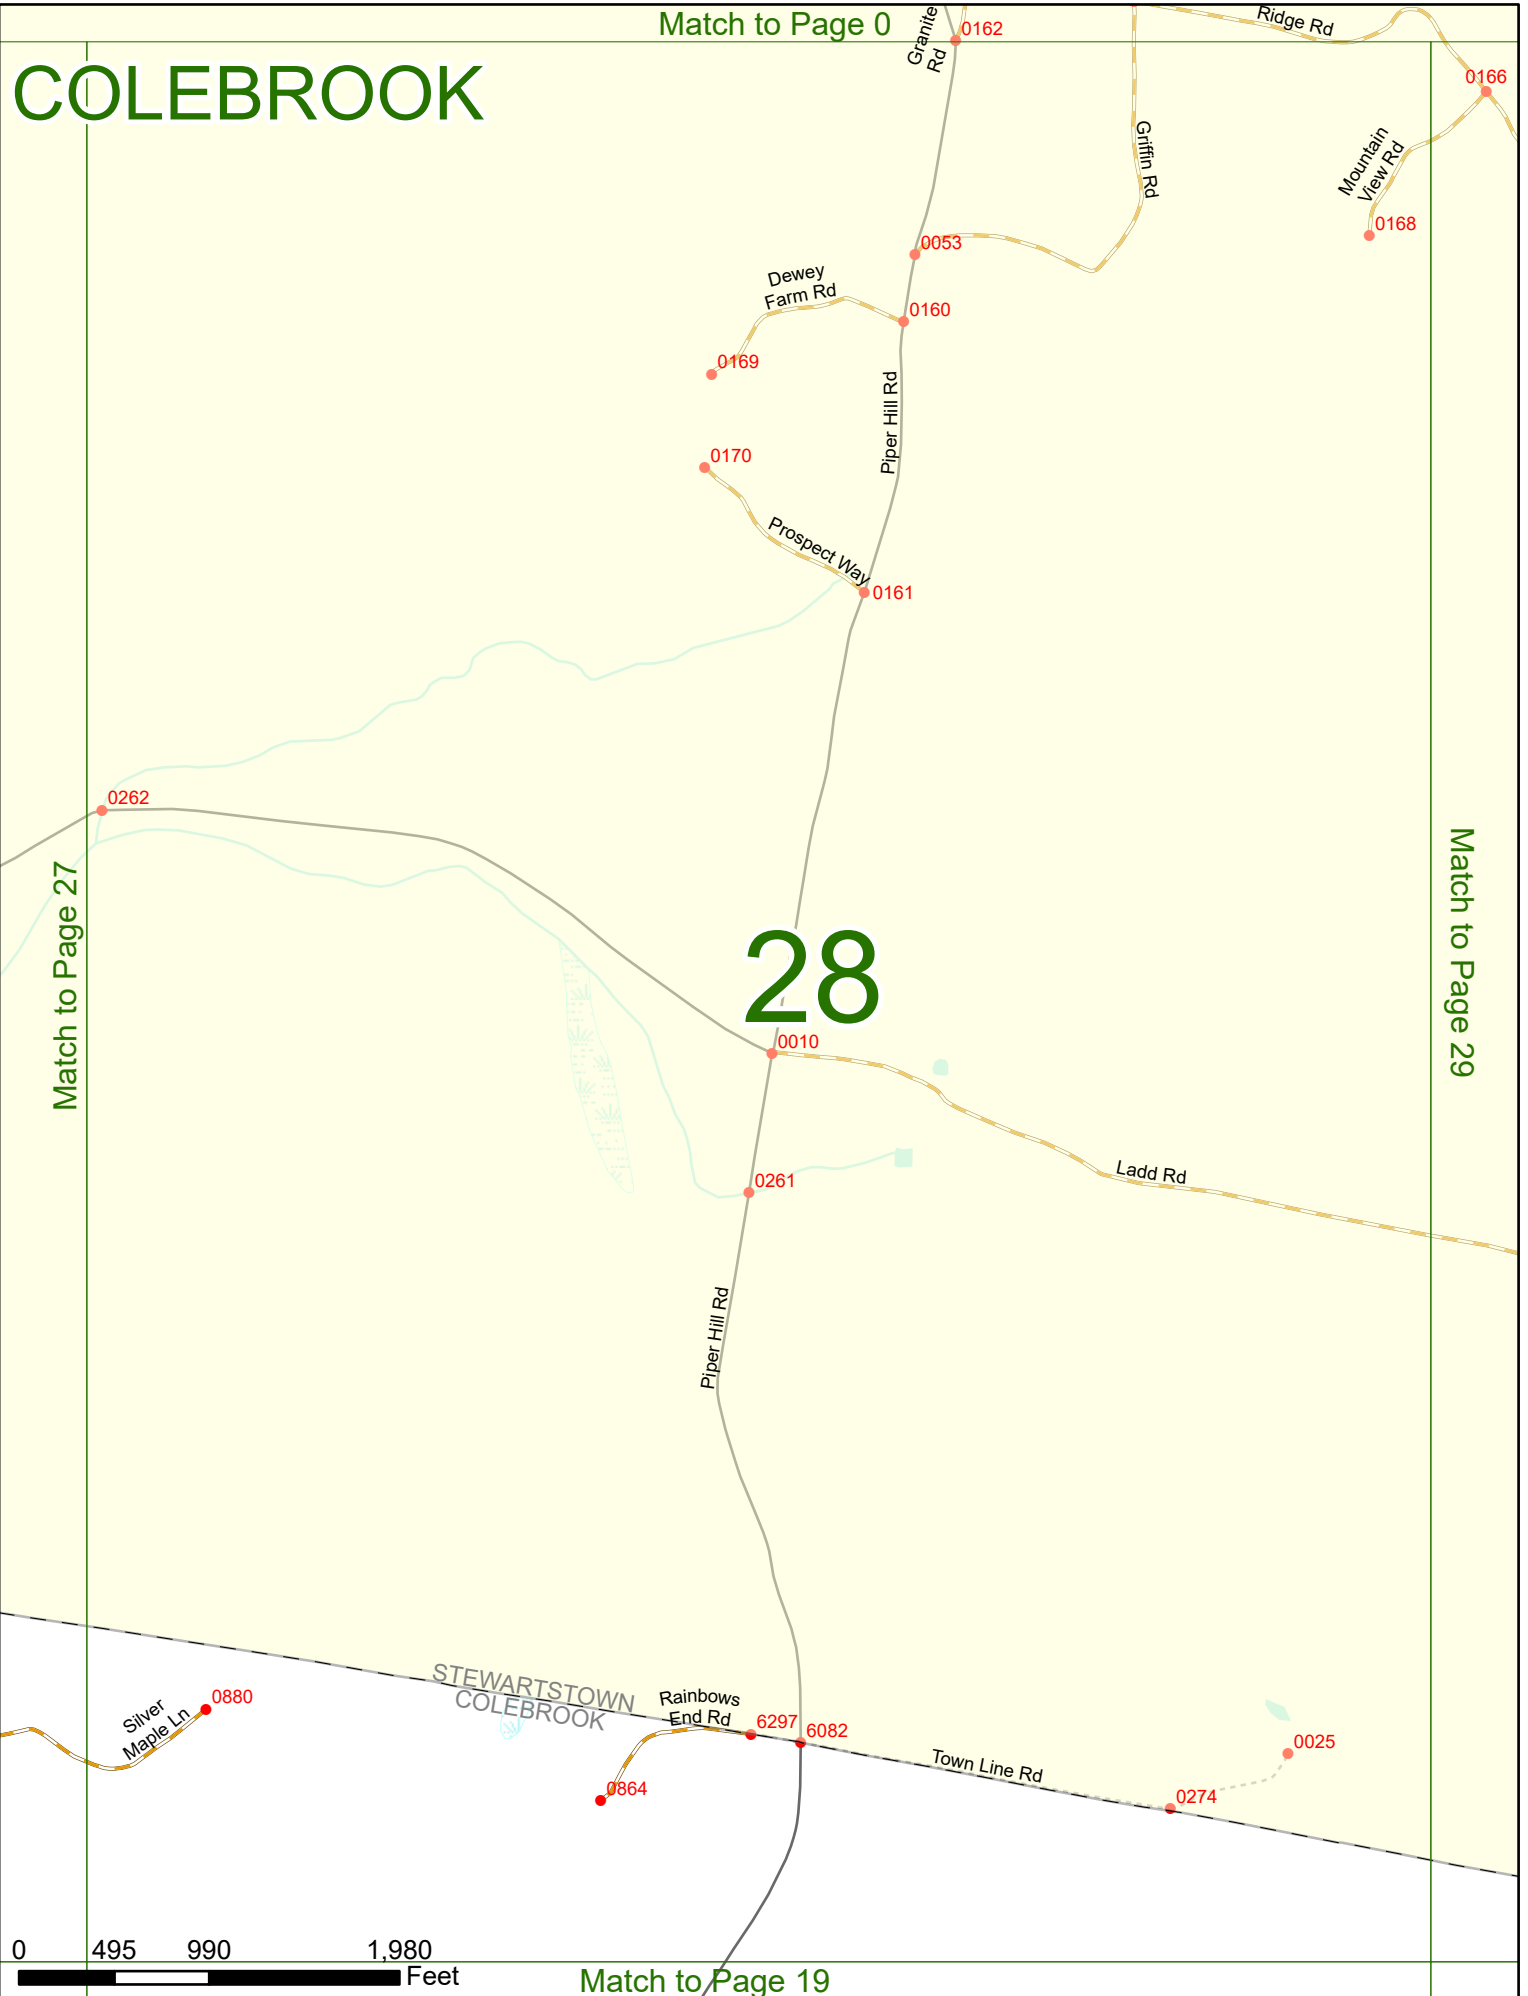 Match to Page 0
Granite
Rd
0162
Ridge Rd
COLEBROOK
0166
Griffin Rd
Mountain
View Rd
0168
0053
Dewey
Farm Rd
0160
0169
Piper Hill Rd
0170
Prospect Way
0161
0262
Match to Page 27
Match to Page 29
28
0010
Ladd Rd
0261
Piper Hill Rd
STEWARTSTOWN
COLEBROOK
0880
Silver
Maple Ln
Rainbows
End Rd
6297
6082
Town Line Rd
0025
0864
0274
0 495 990 1,980
Feet
Match to Page 19